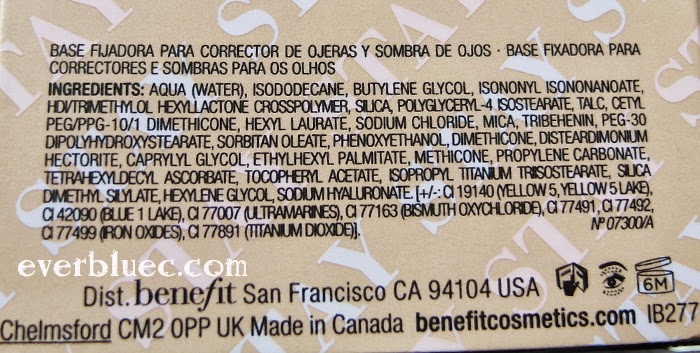 BASE FIJADORA PARA CORRECTOR DE OJERAS Y SOMBRA DE OJOS · BASE FIXADORA PARA
CORRECTORES E SOMBRAS PARA OS OLHOS
INGREDIENTS: AQUA (WATER), ISODODECANE, BUTYLENE GLYCOL, ISONONYL ISONONANOATE,
HDI/TRIMETHYLOL HEXYLLACTONE CROSSPOLYMER, SILICA, POLYGLYCERYL-4 ISOSTEARATE, TALC, CETYL
PEG/PPG-10/1 DIMETHICONE, HEXYL LAURATE, SODIUM CHLORIDE, MICA, TRIBEHENIN, PEG-30
DIPOLYHYDROXYSTEARATE, SORBITAN OLEATE, PHENOXYETHANOL, DIMETHICONE, DISTEARDIMONIUM
HECTORITE, CAPRYLYL GLYCOL, ETHYLHEXYL PALMITATE, METHICONE, PROPYLENE CARBONATE,
TETRAHEXYLDECYL ASCORBATE, TOCOPHERYL ACETATE, ISOPROPYL TITANIUM TRIISOSTEARATE, SILICA
DIMETHYL SILYLATE, HEXYLENE GLYCOL, SODIUM HYALURONATE. [+/-: CI 19140 (YELLOW 5, YELLOW 5 LAKE),
CI 42090 (BLUE 1 LAKE), CI 77007 (ULTRAMARINES), CI 77163 (BISMUTH OXYCHLORIDE), CI 77491, CI 77492,
CI 77499 (IRON OXIDES), CI 77891 (TITANIUM DIOXIDE)].
Nº 07300/A
everbluec.com
6M
Dist. benefit San Francisco CA 94104 USA
Chelmsford CM2 0PP UK Made in Canada benefitcosmetics.com IB277